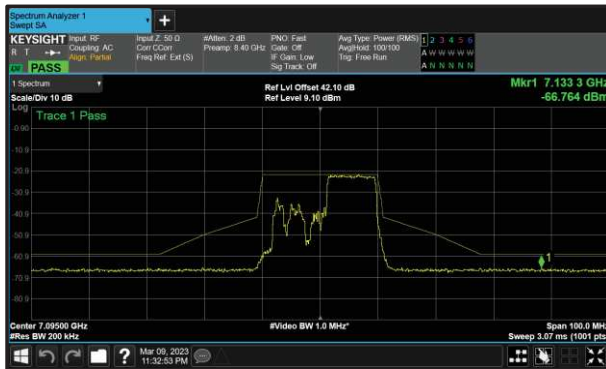 Spectrum Analyzer 1
Swept SA
KEYSIGHT
R T
PASS
Input: RF
Coupling: AC
Align: Partial
Input Z: 50 Ω
Corr CCorr
Freq Ref: Ext (S)
#Atten: 2 dB
Preamp: 8.40 GHz
PNO: Fast
Gate: Off
IF Gain: Low
Sig Track: Off
Avg Type: Power (RMS)
Avg|Hold: 100/100
Trig: Free Run
1 2 3 4 5 6
A W W W W W
A N N N N N
1 Spectrum
Scale/Div 10 dB
Ref Lvl Offset 42.10 dB
Ref Level 9.10 dBm
Mkr1 7.133 3 GHz
-66.764 dBm
Log
Trace 1 Pass
-0.90
-10.9
-20.9
-30.9
-40.9
-50.9
-60.9
-70.9
-80.9
1
Center 7.09500 GHz
#Res BW 200 kHz
#Video BW 1.0 MHz*
Span 100.0 MHz
Sweep 3.07 ms (1001 pts)
?
Mar 09, 2023
11:32:53 PM